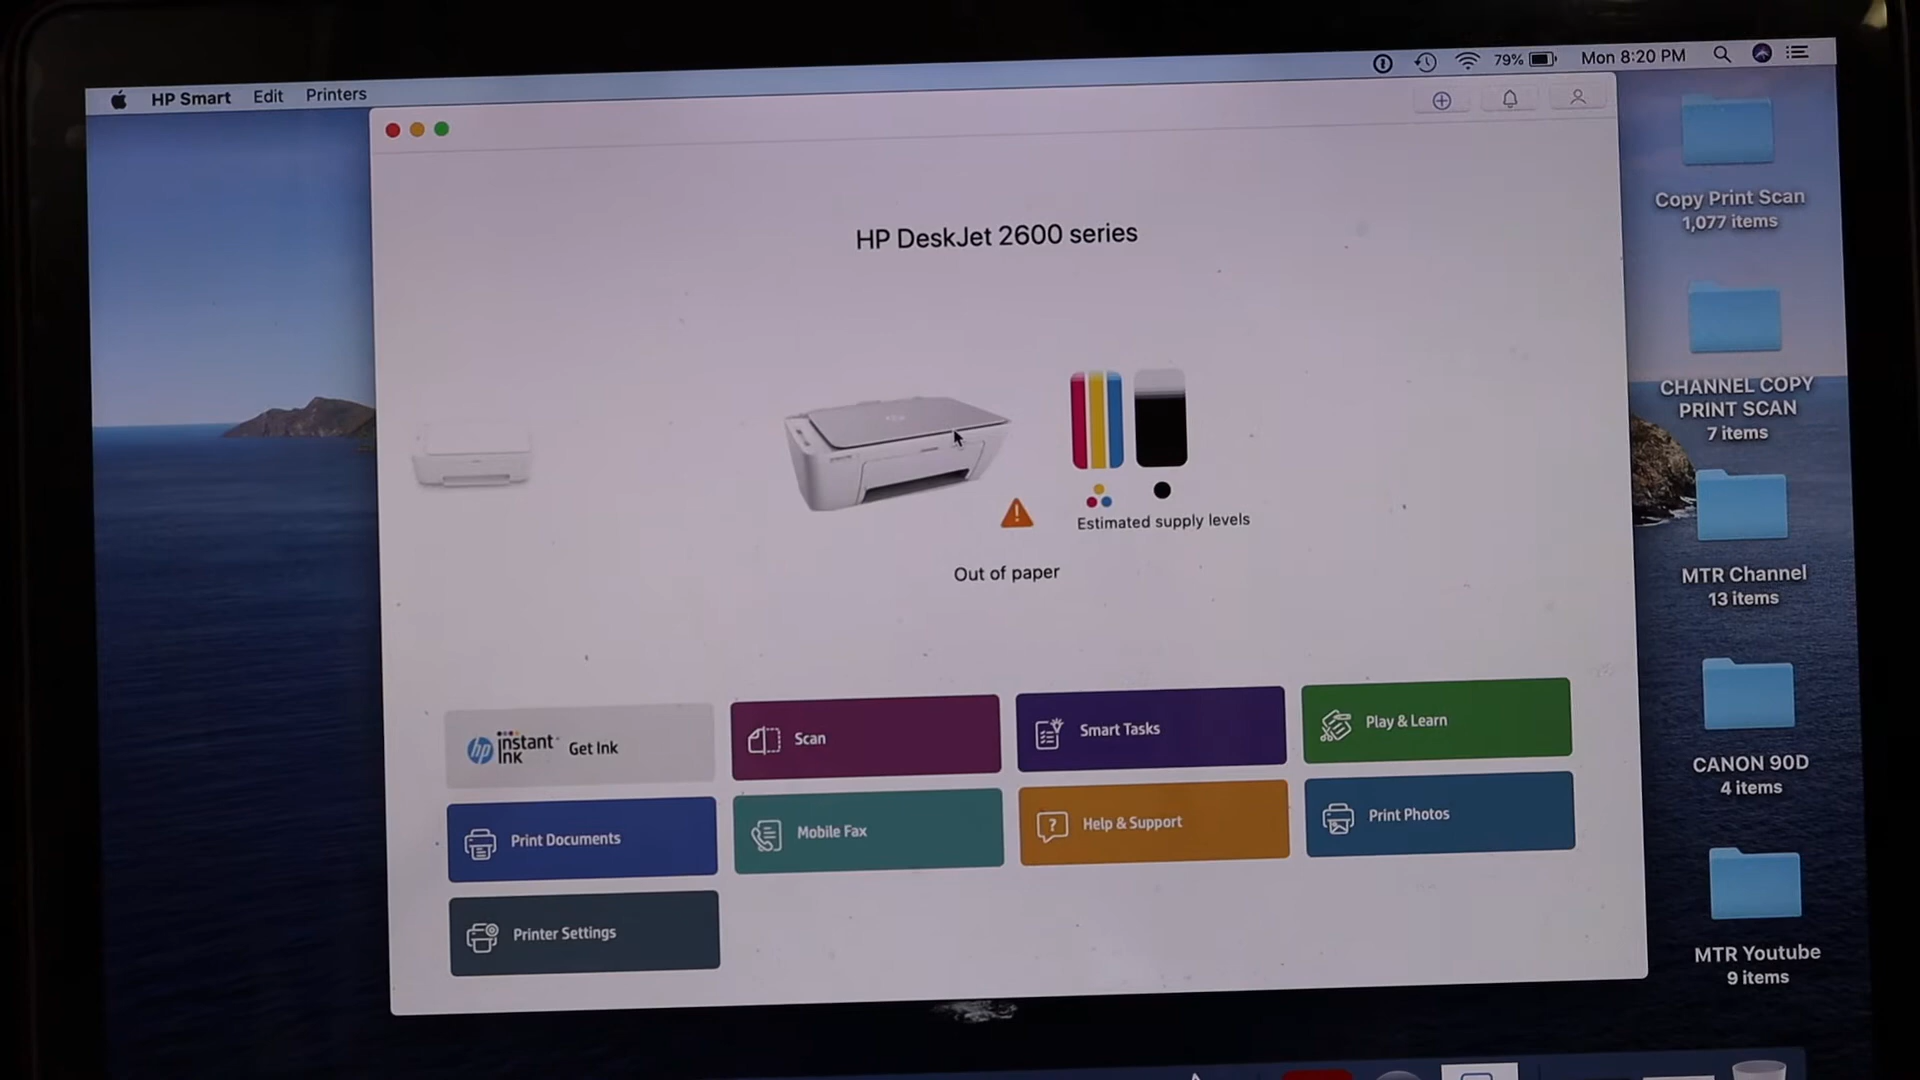 HP Smart Edit Printers
79% Mon 8:20 PM
HP DeskJet 2600 series
Estimated supply levels
Out of paper
hp instant ink Get Ink
Scan
Smart Tasks
Play & Learn
Print Documents
Mobile Fax
Help & Support
Print Photos
Printer Settings
Copy Print Scan
1,077 items
CHANNEL COPY
PRINT SCAN
7 items
MTR Channel
13 items
CANON 90D
4 items
MTR Youtube
9 items